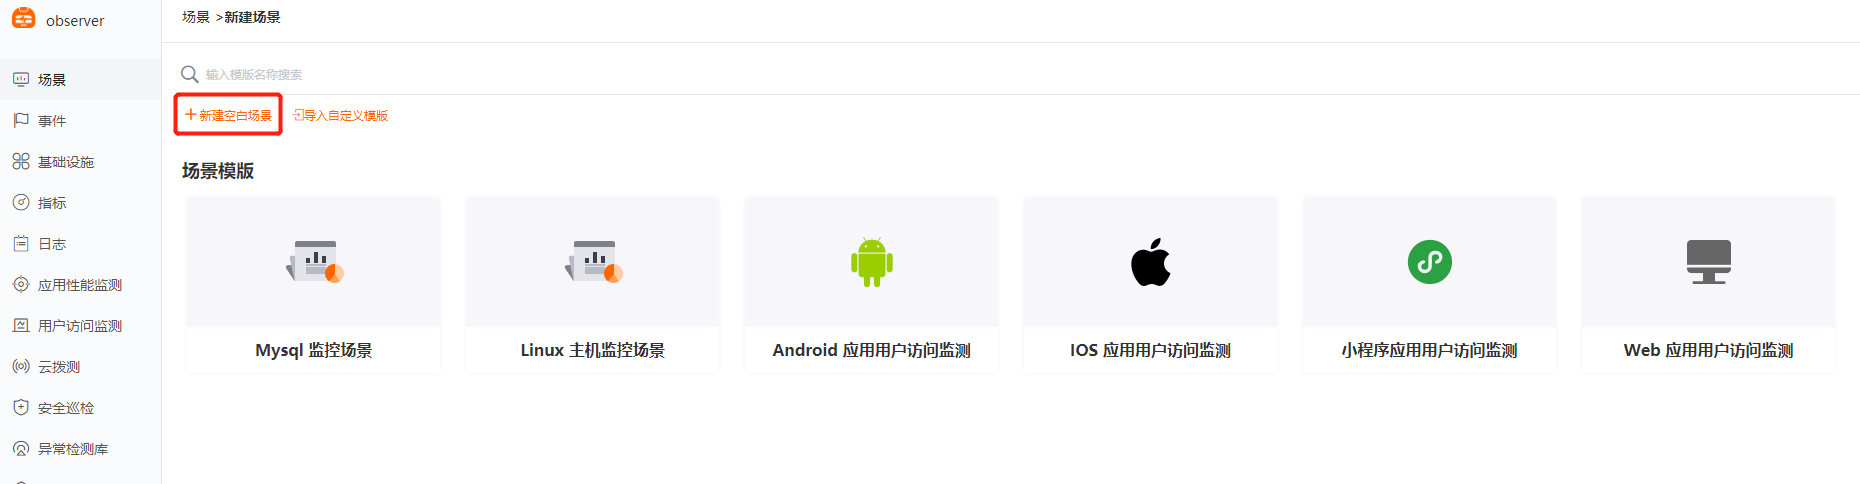 observer
场景
事件
基础设施
指标
日志
应用性能监测
用户访问监测
云拨测
安全巡检
异常检测库
场景 >新建场景
输入模版名称搜索
+ 新建空白场景 导入自定义模版
场景模版
Mysql 监控场景
Linux 主机监控场景
Android 应用用户访问监测
IOS 应用用户访问监测
小程序应用用户访问监测
Web 应用用户访问监测